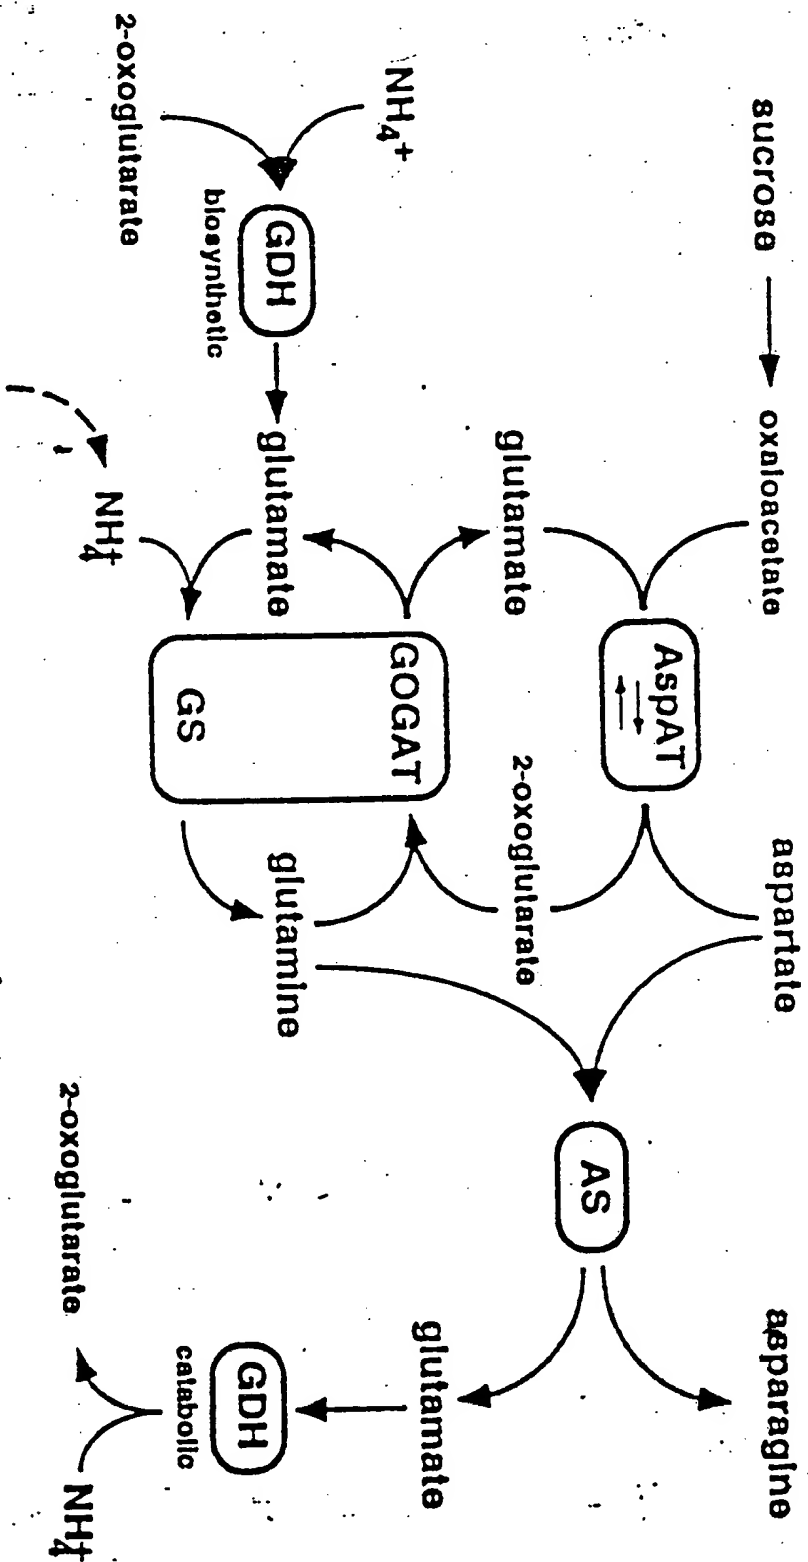 sucrose
oxaloacetate
AspAT
aspartate
asparagine
glutamate
2-oxoglutarate
AS
glutamate
NH4+
GOGAT
GDH
biosynthetic
glutamate
GS
glutamine
GDH
catabolic
2-oxoglutarate
NH4+
2-oxoglutarate
NH4+